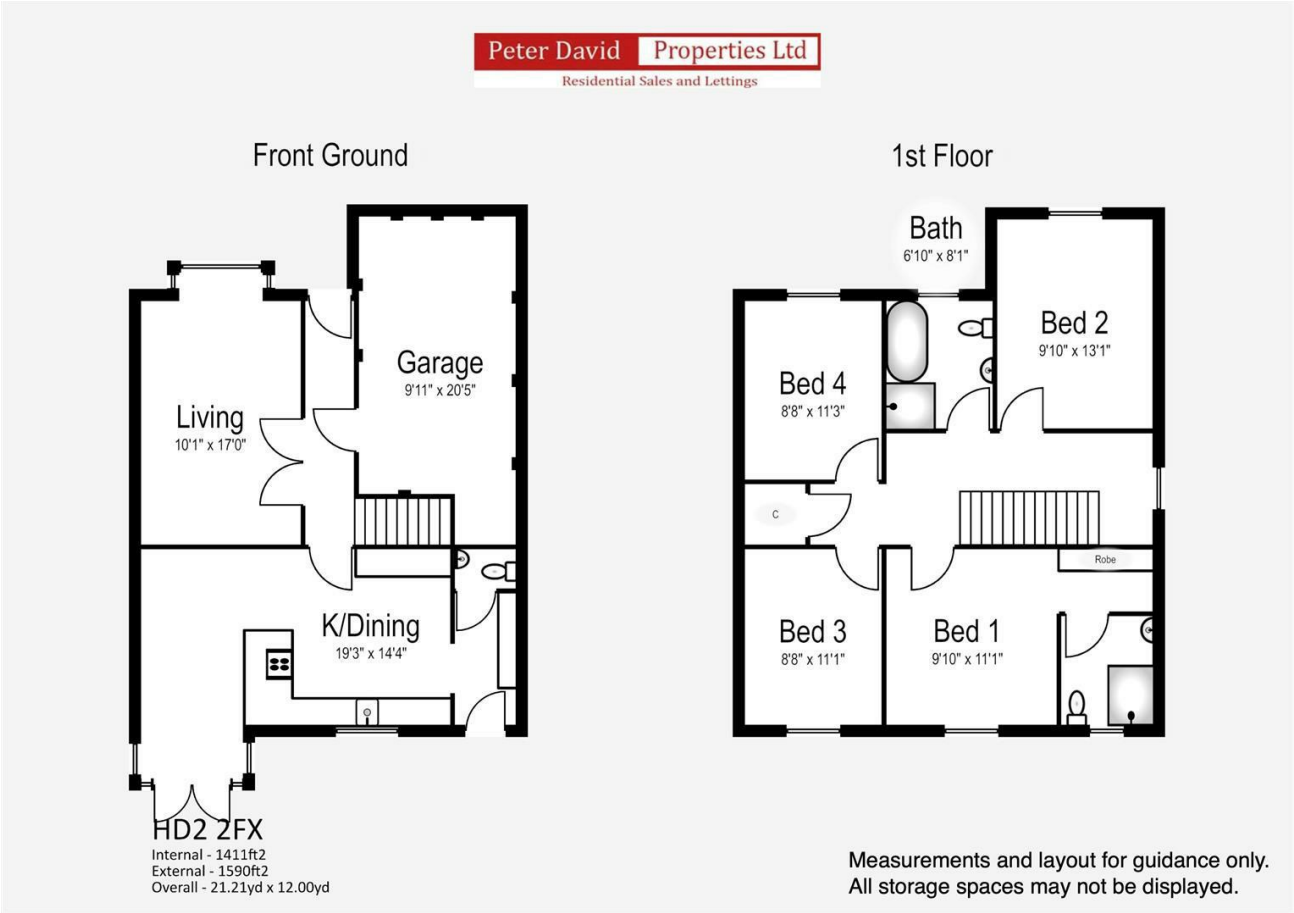 Peter David Properties Ltd
Residential Sales and Lettings
Front Ground
1st Floor
Garage
9'11" x 20'5"
Living
10'1" x 17'0"
K/Dining
19'3" x 14'4"
Bath
6'10" x 8'1"
Bed 2
9'10" x 13'1"
Bed 4
8'8" x 11'3"
C
Robe
Bed 3
8'8" x 11'1"
Bed 1
9'10" x 11'1"
HD2 2FX
Internal - 1411ft2
External - 1590ft2
Overall - 21.21yd x 12.00yd
Measurements and layout for guidance only.
All storage spaces may not be displayed.